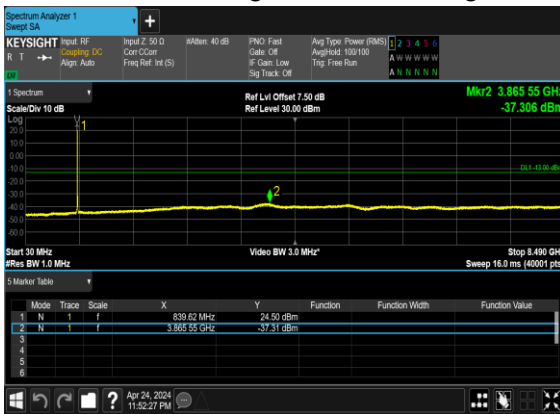 Spectrum Analyzer 1
Swept SA
KEYSIGHT Input: RF Input Z: 50 Ω #Atten: 40 dB PNO: Fast Avg Type: Power (RMS) 1 2 3 4 5 6
R T Coupling: DC Corr CCorr Gate: Off Avg|Hold: 100/100 A W W W W W
Align: Auto Freq Ref: Int (S) IF Gain: Low Trig: Free Run
LV Sig Track: Off A N N N N N
1 Spectrum Ref Lvl Offset 7.50 dB Mkr2 3.865 55 GH
Scale/Div 10 dB Ref Level 30.00 dBm -37.306 dBm
Log
20.0 1
10.0
0.00
-10.0 DL1 -13.00 dB
-20.0
-30.0 2
-40.0
-50.0
-60.0
Start 30 MHz Video BW 3.0 MHz* Stop 8.490 GH
#Res BW 1.0 MHz Sweep 16.0 ms (40001 pts
5 Marker Table
Mode Trace Scale X Y Function Function Width Function Value
1 N 1 f 839.62 MHz 24.50 dBm
2 N 1 f 3.865 55 GHz -37.31 dBm
3
4
5
6
Apr 24, 2024
11:52:27 PM